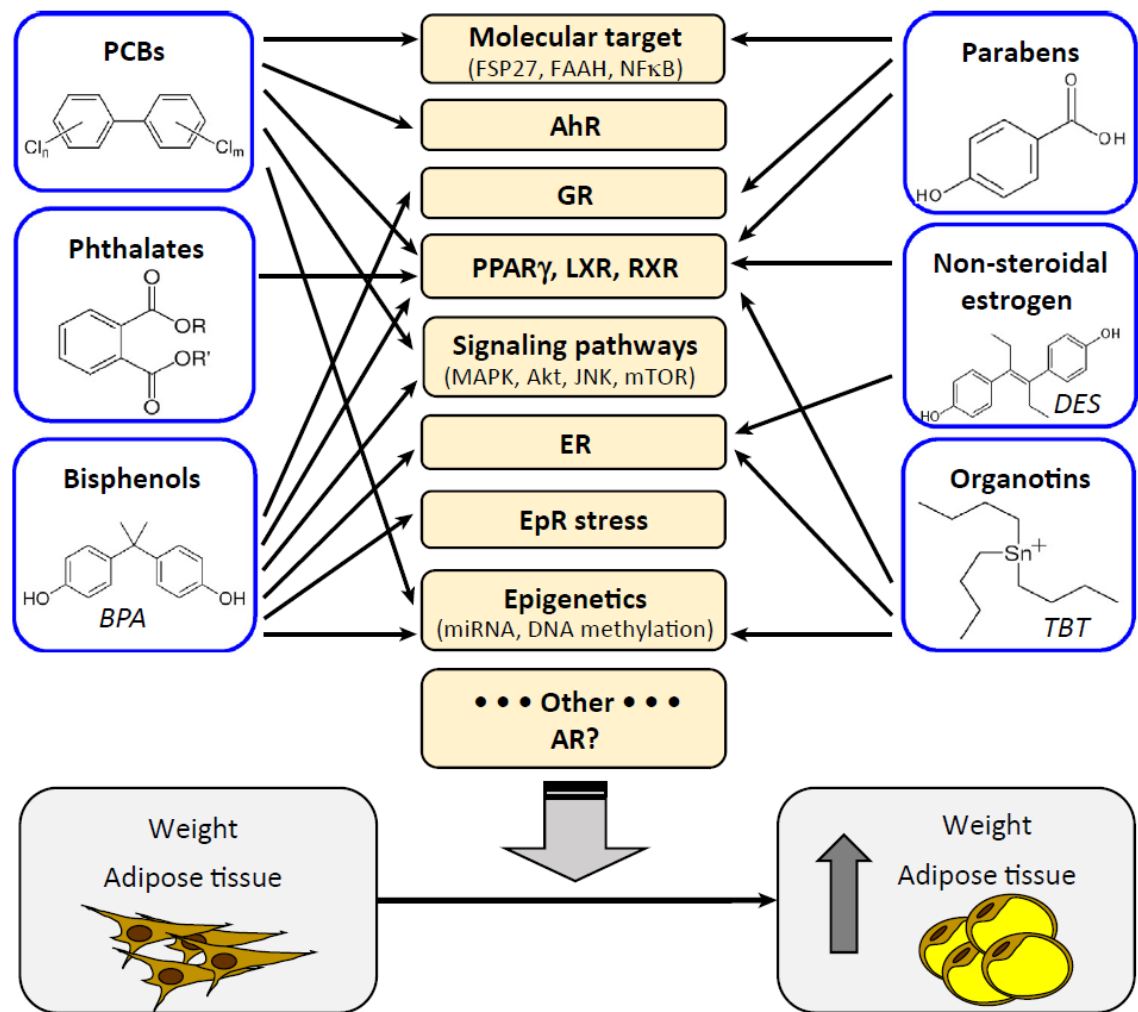 PCBs
Cln
Clm
Phthalates
O
OR
OR'
O
Bisphenols
HO
OH
BPA
Molecular target
(FSP27, FAAH, NFκB)
AhR
GR
PPARγ, LXR, RXR
Signaling pathways
(MAPK, Akt, JNK, mTOR)
ER
EpR stress
Epigenetics
(miRNA, DNA methylation)
• • • Other • • •
AR?
Parabens
O
OH
HO
Non-steroidal
estrogen
OH
HO
DES
Organotins
Sn+
TBT
Weight
Adipose tissue
Weight
Adipose tissue